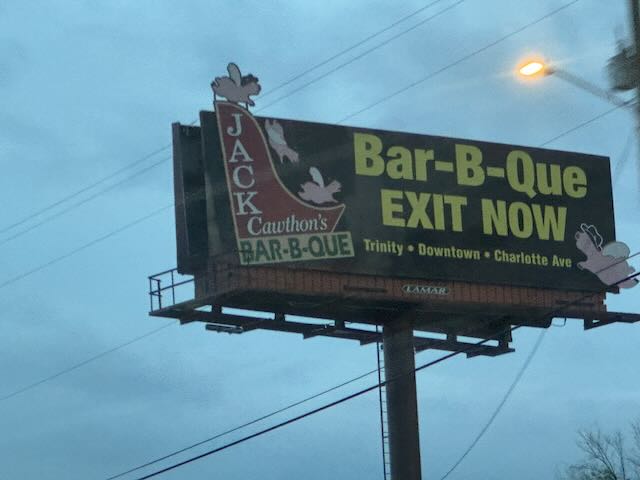 JACK
Cawthon's
BAR-B-QUE
Bar-B-Que
EXIT NOW
Trinity • Downtown • Charlotte Ave
LAMAR